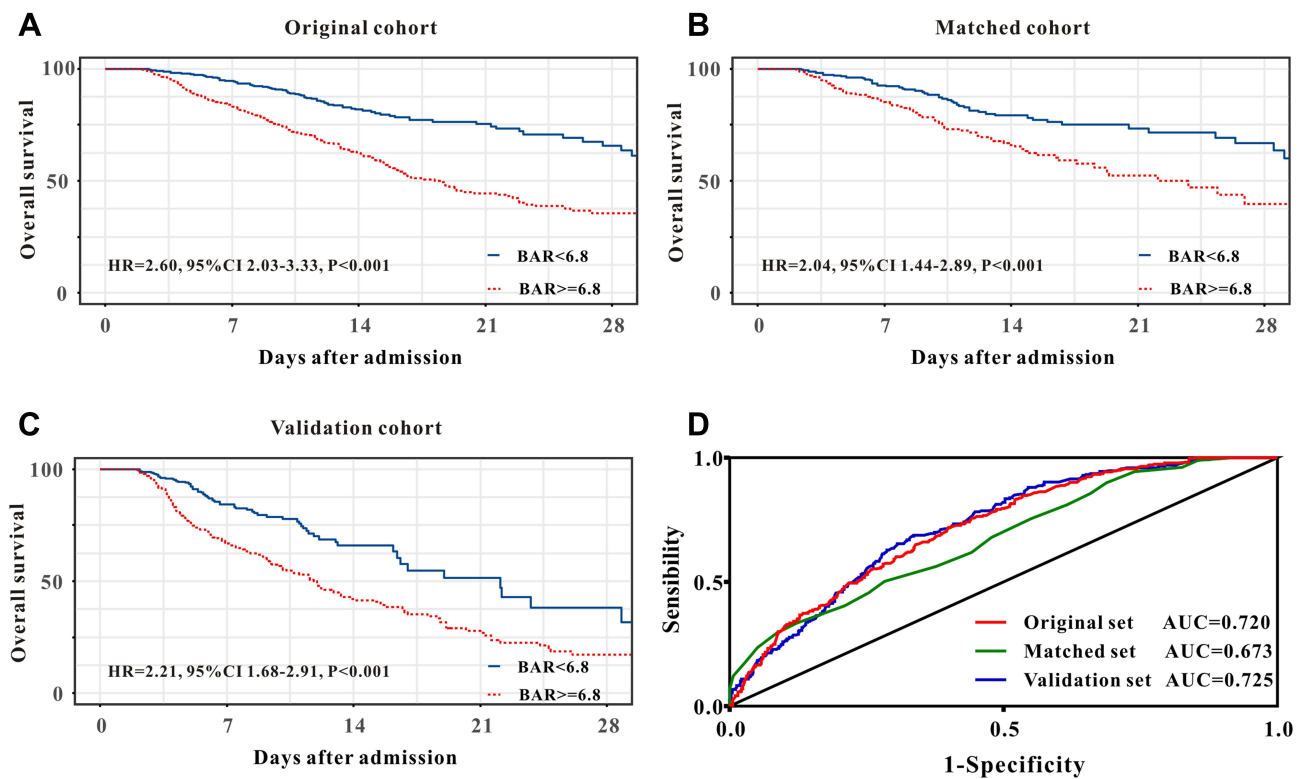 A
Original cohort
Overall survival
100
50
0
HR=2.60, 95%CI 2.03-3.33, P<0.001
BAR<6.8
BAR>=6.8
0 7 14 21 28
Days after admission
B
Matched cohort
Overall survival
100
50
0
HR=2.04, 95%CI 1.44-2.89, P<0.001
BAR<6.8
BAR>=6.8
0 7 14 21 28
Days after admission
C
Validation cohort
Overall survival
100
50
0
HR=2.21, 95%CI 1.68-2.91, P<0.001
BAR<6.8
BAR>=6.8
0 7 14 21 28
Days after admission
D
Sensibility
1.0
0.5
0.0
Original set AUC=0.720
Matched set AUC=0.673
Validation set AUC=0.725
0.0 0.5 1.0
1-Specificity